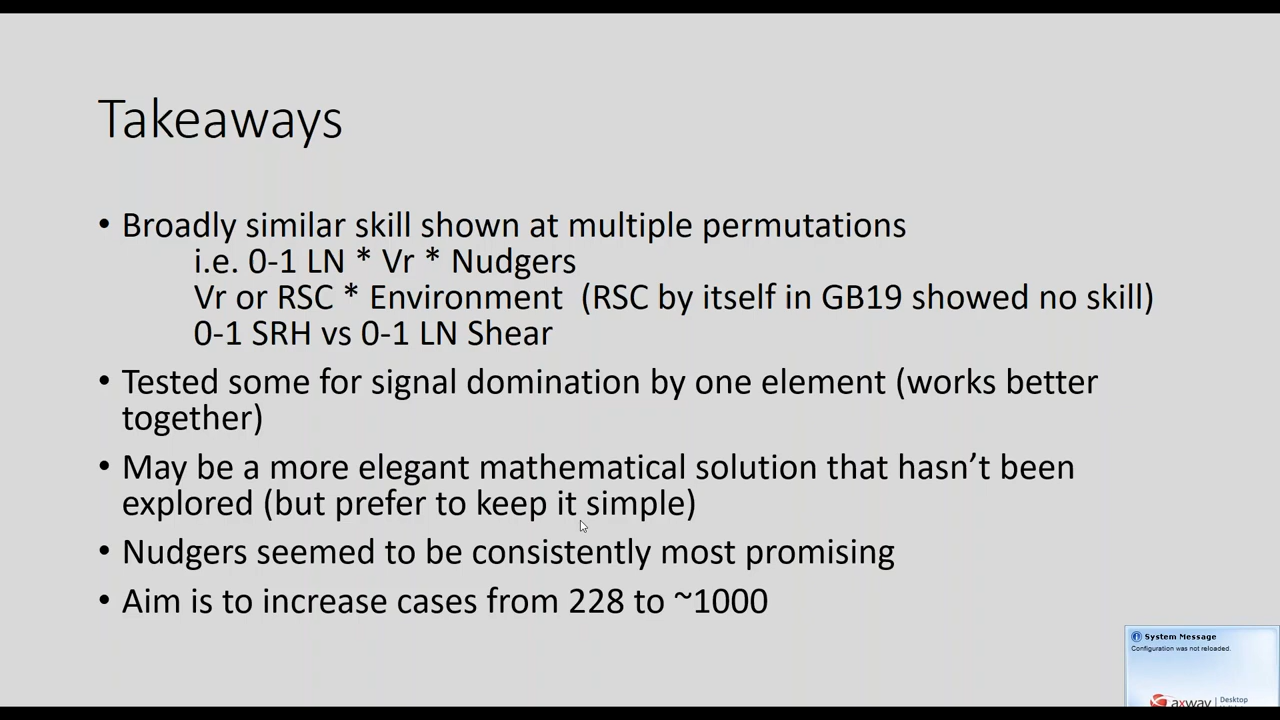 Takeaways
• Broadly similar skill shown at multiple permutations
i.e. 0-1 LN * Vr * Nudgers
Vr or RSC * Environment (RSC by itself in GB19 showed no skill)
0-1 SRH vs 0-1 LN Shear
• Tested some for signal domination by one element (works better
together)
• May be a more elegant mathematical solution that hasn't been
explored (but prefer to keep it simple)
• Nudgers seemed to be consistently most promising
• Aim is to increase cases from 228 to ~1000
System Message
Configuration was not reloaded.
axway | Desktop